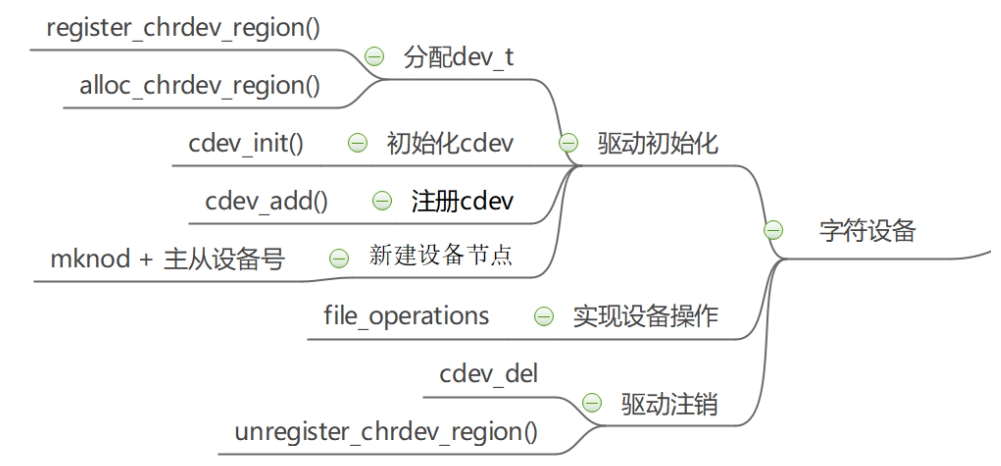 register_chrdev_region()
分配dev_t
alloc_chrdev_region()
cdev_init() 初始化cdev 驱动初始化
cdev_add() 注册cdev
字符设备
mknod + 主从设备号 新建设备节点
file_operations 实现设备操作
cdev_del
驱动注销
unregister_chrdev_region()